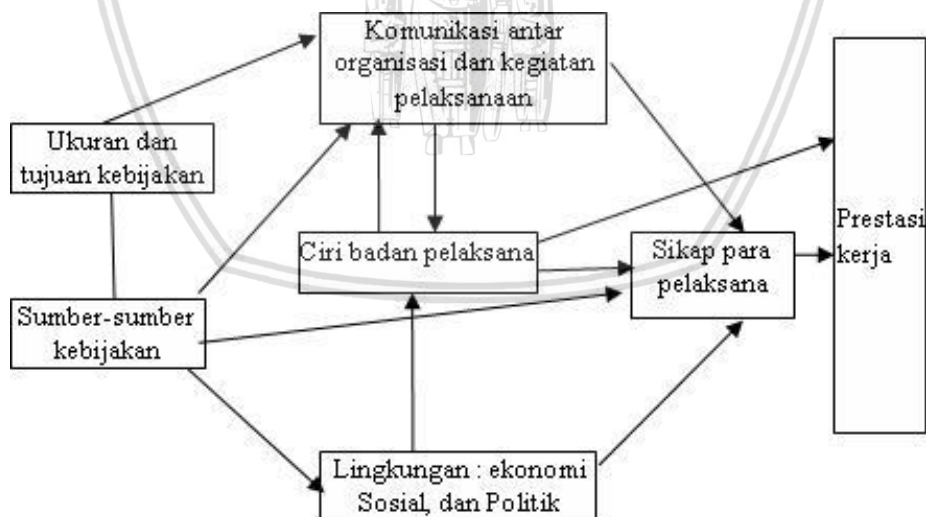 Komunikasi antar
organisasi dan kegiatan
pelaksanaan
Ukuran dan
tujuan kebijakan
Ciri badan pelaksana
Sikap para
pelaksana
Prestasi
kerja
Sumber-sumber
kebijakan
Lingkungan : ekonomi
Sosial, dan Politik